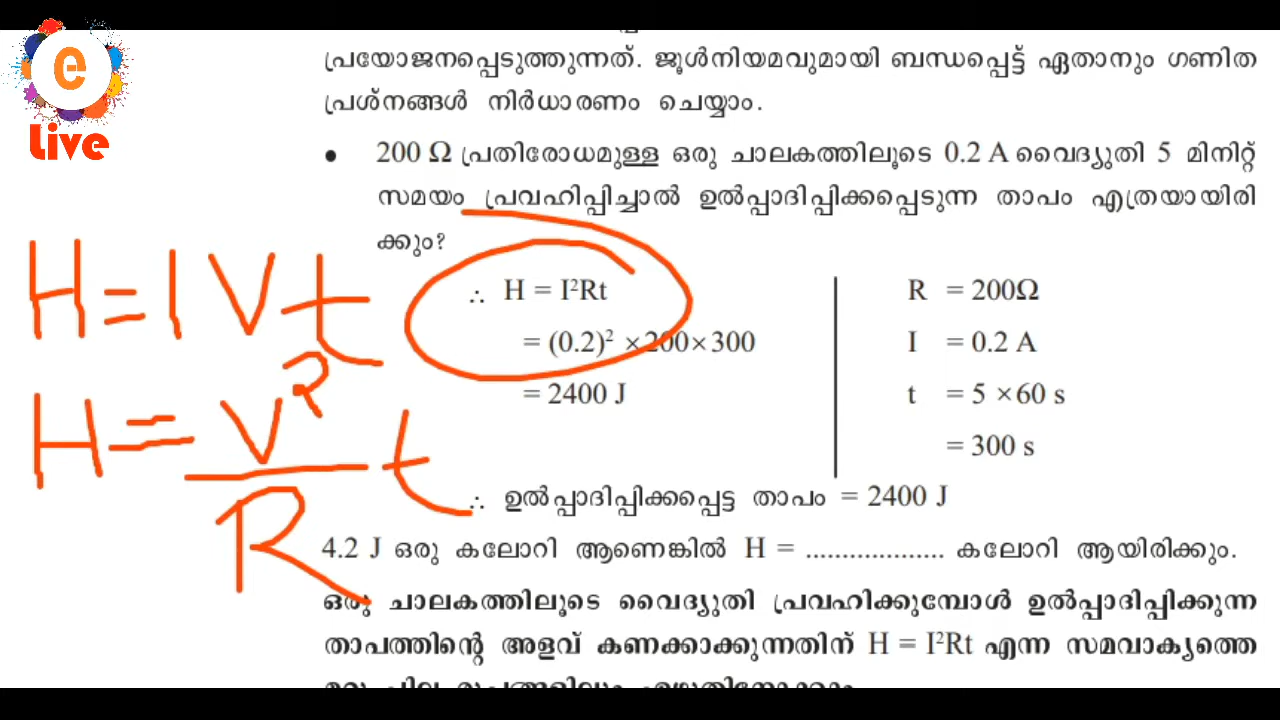 e
Live
പ്രയോജനപ്പെടുത്തുന്നത്. ജൂൾനിയമവുമായി ബന്ധപ്പെട്ട് ഏതാനും ഗണിത
പ്രശ്നങ്ങൾ നിർധാരണം ചെയ്യാം.
• 200 Ω പ്രതിരോധമുള്ള ഒരു ചാലകത്തിലൂടെ 0.2 A വൈദ്യുതി 5 മിനിറ്റ്
സമയം പ്രവഹിപ്പിച്ചാൽ ഉൽപ്പാദിപ്പിക്കപ്പെടുന്ന താപം എത്രയായിരി
ക്കും?
H = I V t
H = V² t
R
∴ H = I²Rt
= (0.2)² ×200×300
= 2400 J
R = 200Ω
I = 0.2 A
t = 5 ×60 s
= 300 s
∴ ഉൽപ്പാദിപ്പിക്കപ്പെട്ട താപം = 2400 J
4.2 J ഒരു കലോറി ആണെങ്കിൽ H = ................... കലോറി ആയിരിക്കും.
ഒരു ചാലകത്തിലൂടെ വൈദ്യുതി പ്രവഹിക്കുമ്പോൾ ഉൽപ്പാദിപ്പിക്കുന്ന
താപത്തിന്റെ അളവ് കണക്കാക്കുന്നതിന് H = I²Rt എന്ന സമവാക്യത്തെ